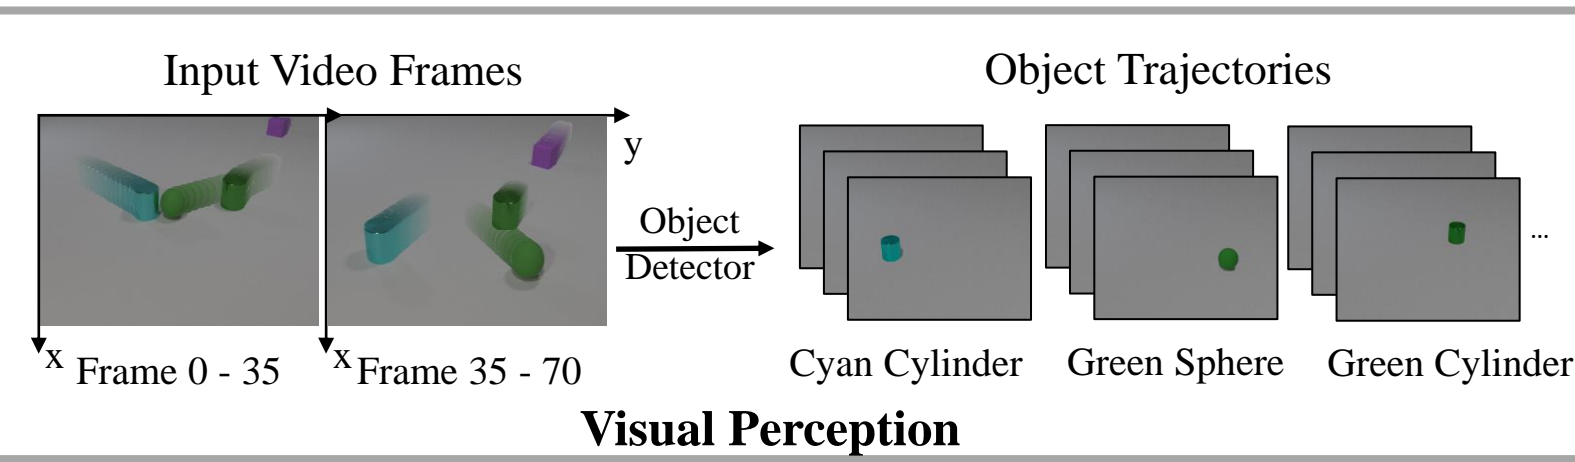 Input Video Frames
Object Trajectories
y
Object
Detector
...
x Frame 0 - 35
x Frame 35 - 70
Cyan Cylinder
Green Sphere
Green Cylinder
Visual Perception